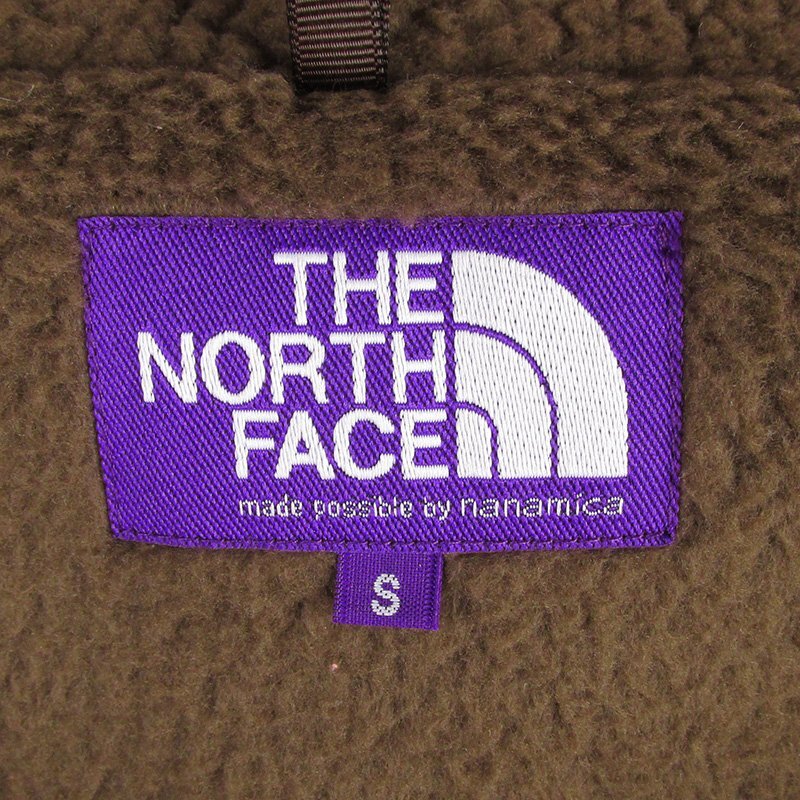 THE
NORTH
FACE
made possible by nanamica
S